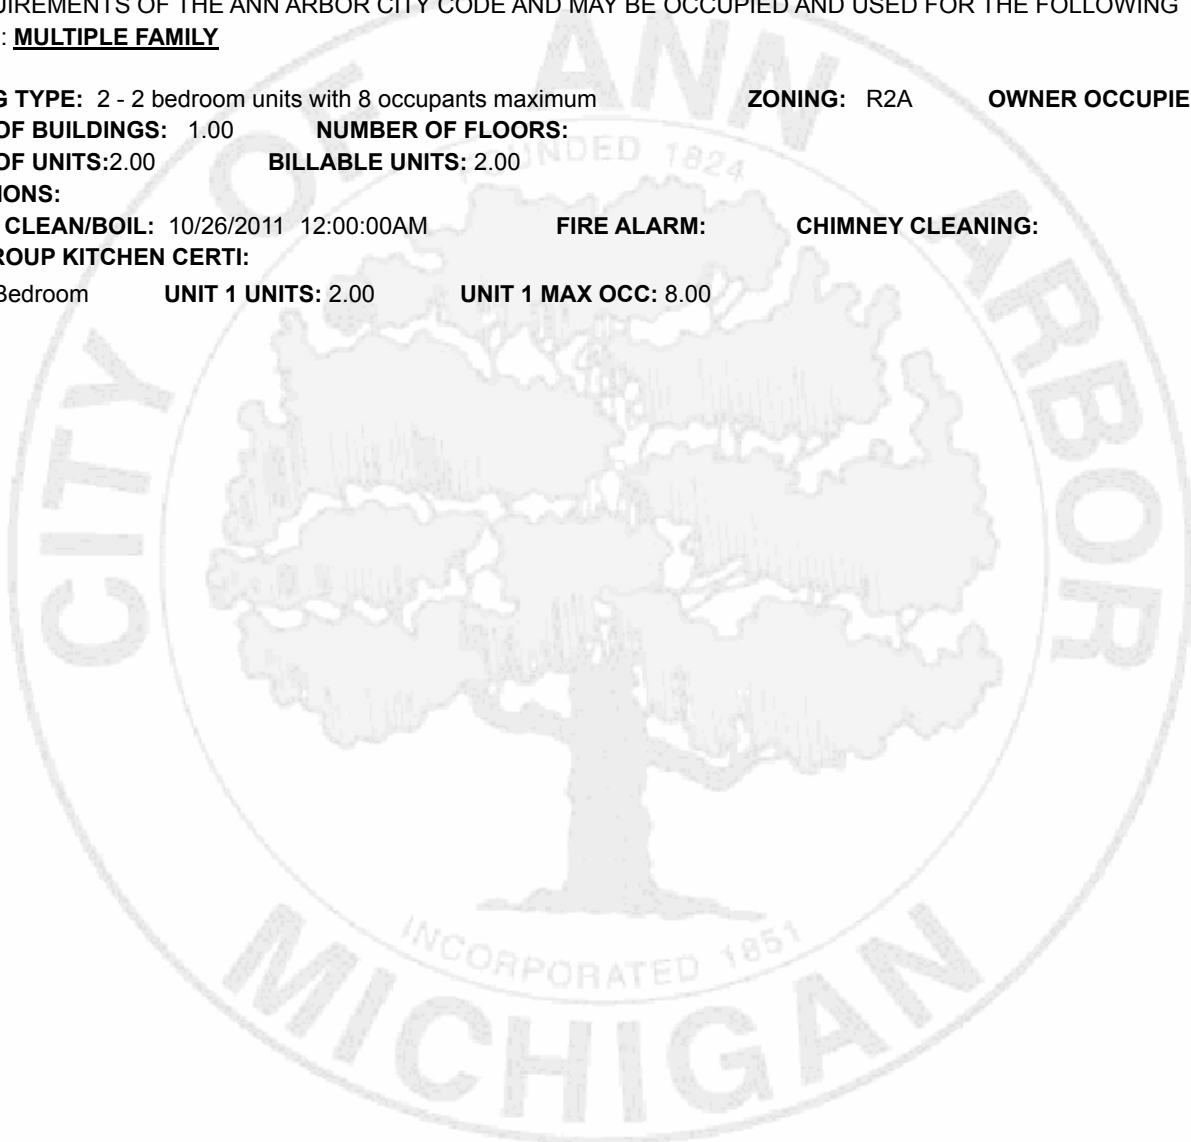 UIREMENTS OF THE ANN ARBOR CITY CODE AND MAY BE OCCUPIED AND USED FOR THE FOLLOWING
: MULTIPLE FAMILY
G TYPE: 2 - 2 bedroom units with 8 occupants maximum ZONING: R2A OWNER OCCUPIE
OF BUILDINGS: 1.00 NUMBER OF FLOORS:
OF UNITS:2.00 BILLABLE UNITS: 2.00
IONS:
CLEAN/BOIL: 10/26/2011 12:00:00AM FIRE ALARM: CHIMNEY CLEANING:
ROUP KITCHEN CERTI:
Bedroom UNIT 1 UNITS: 2.00 UNIT 1 MAX OCC: 8.00
CITY OF ANN ARBOR
FOUNDED 1824
INCORPORATED 1851
MICHIGAN